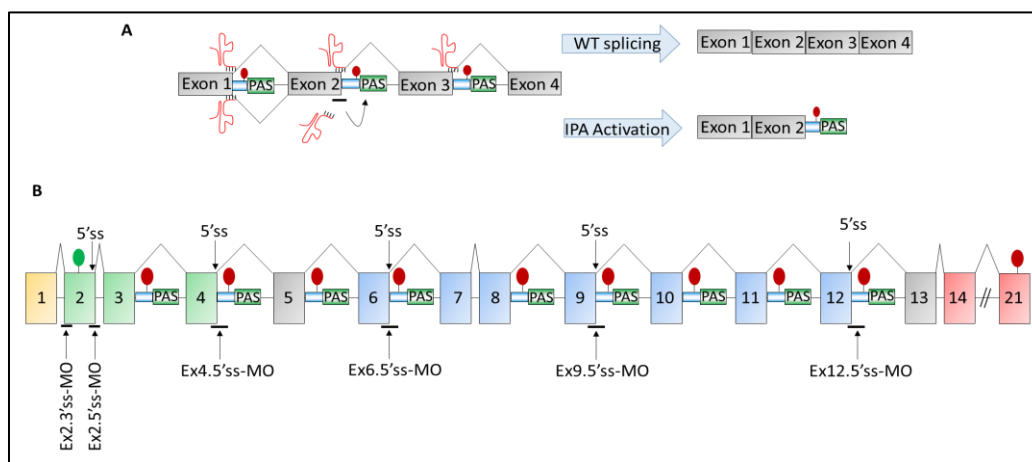 A
Exon 1 PAS Exon 2 PAS Exon 3 PAS Exon 4
WT splicing
Exon 1 Exon 2 Exon 3 Exon 4
IPA Activation
Exon 1 Exon 2 PAS
B
5'ss 5'ss 5'ss 5'ss 5'ss
1 2 3 PAS 4 PAS 5 PAS 6 PAS 7 8 PAS 9 PAS 10 PAS 11 PAS 12 PAS 13 14 // 21
Ex2.3'ss-MO
Ex2.5'ss-MO
Ex4.5'ss-MO Ex6.5'ss-MO Ex9.5'ss-MO Ex12.5'ss-MO